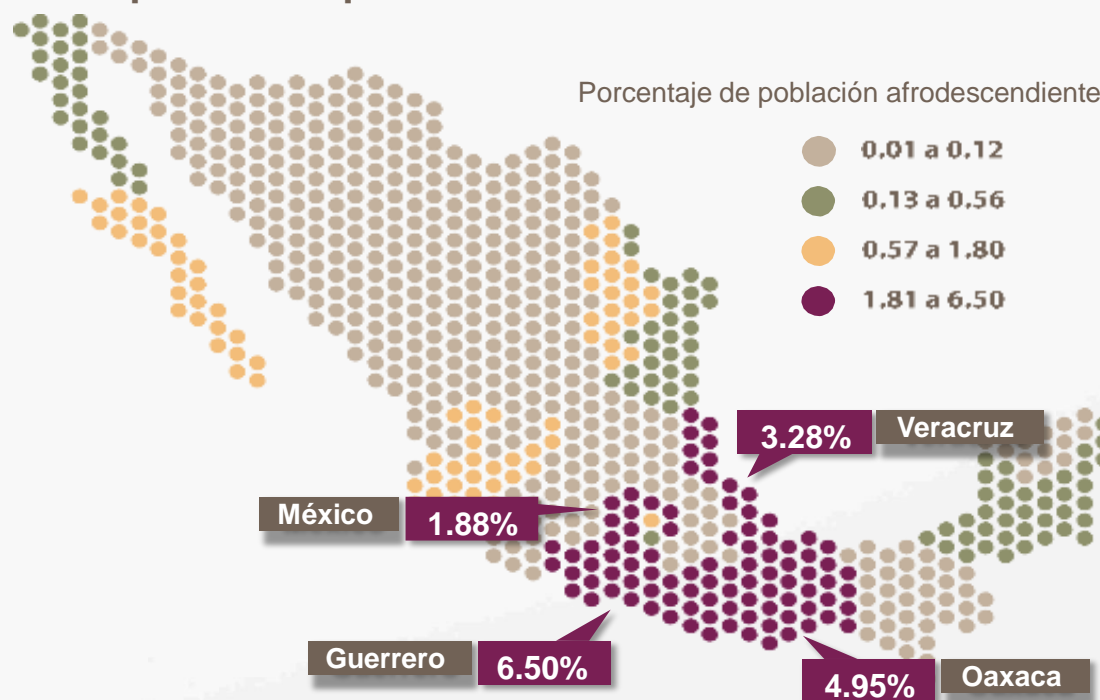 Porcentaje de población afrodescendiente
0.01 a 0.12
0.13 a 0.56
0.57 a 1.80
1.81 a 6.50
3.28% Veracruz
México 1.88%
Guerrero 6.50%
4.95% Oaxaca